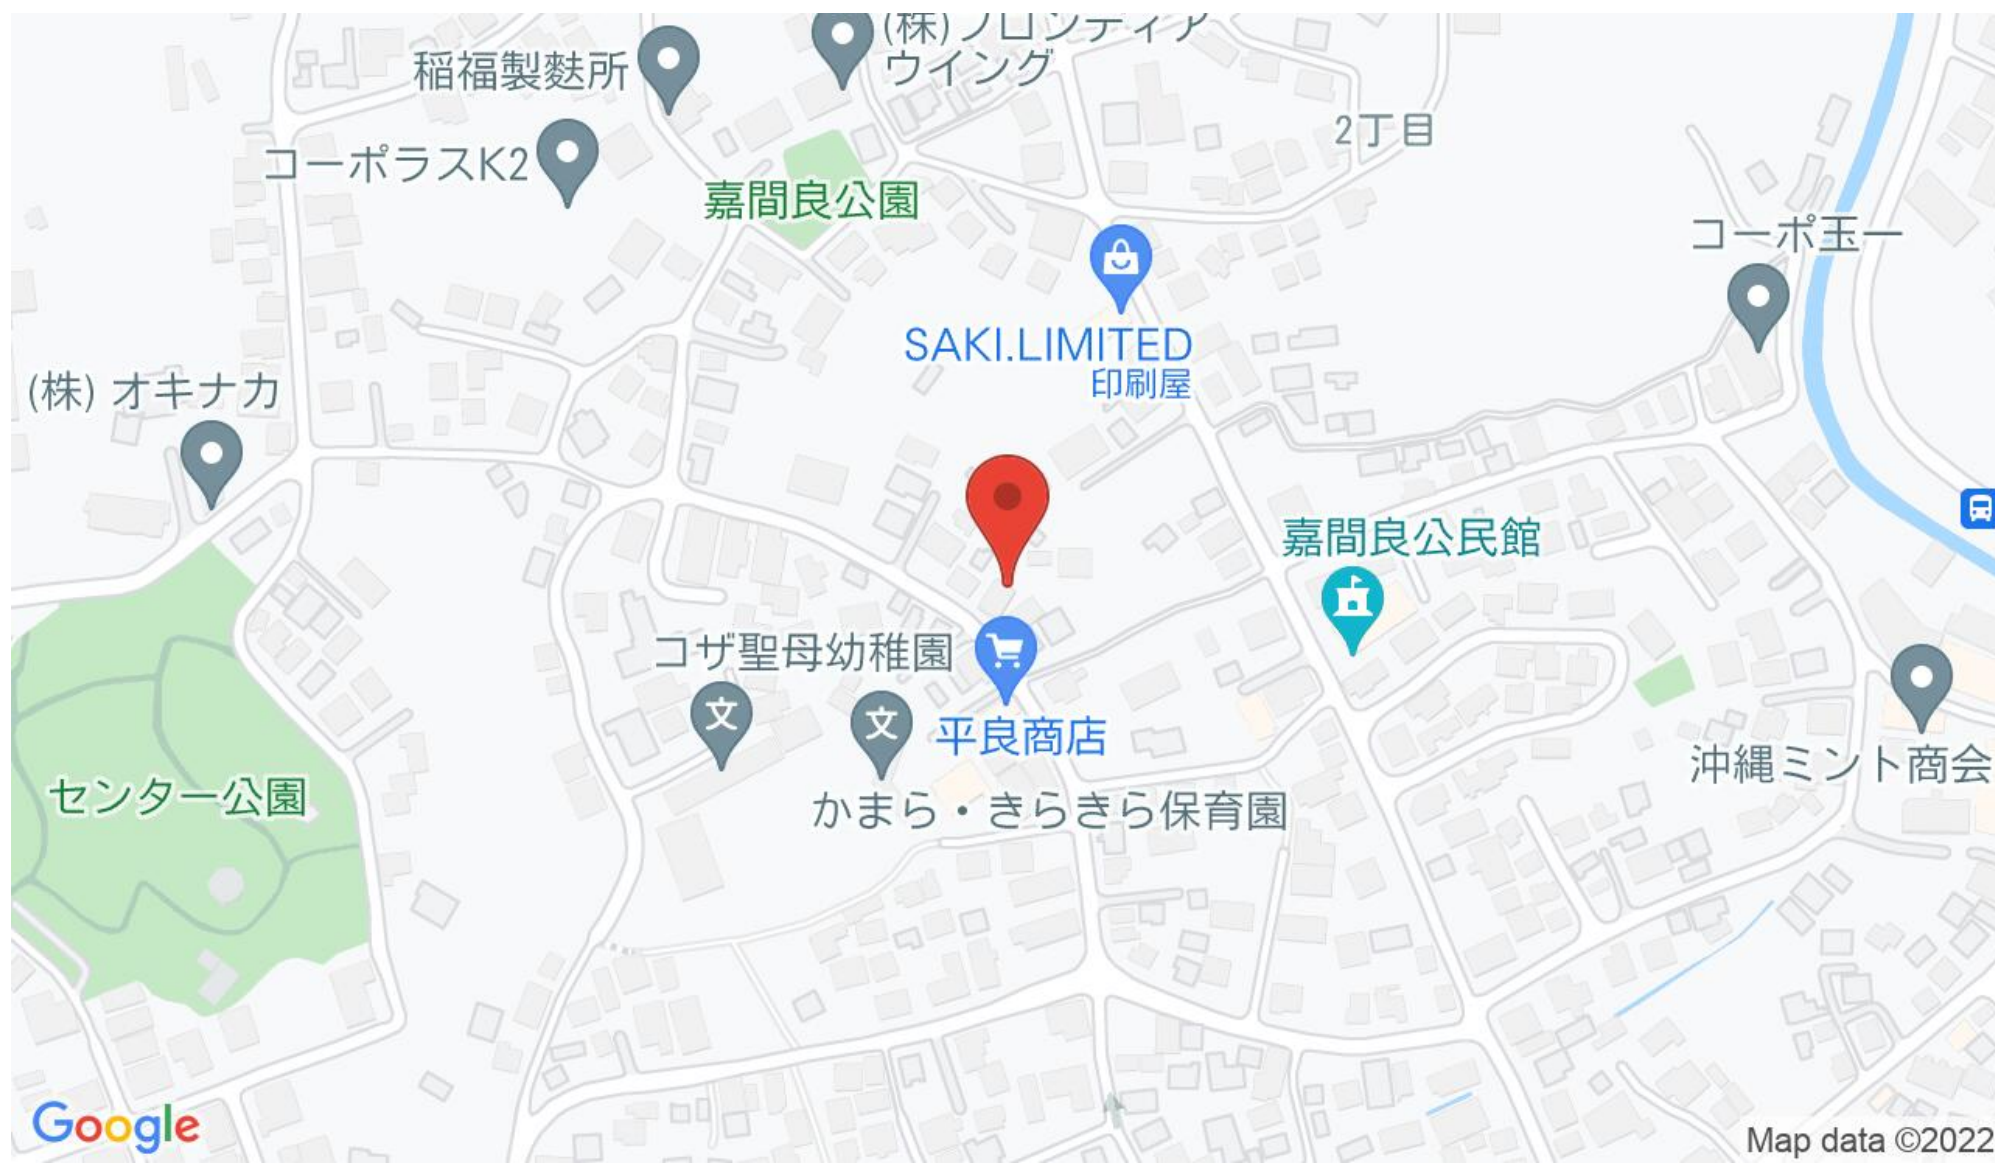 (株)フロンティア
ウイング
稲福製麩所
2丁目
コーポラスK2
嘉間良公園
コーポ玉一
SAKI.LIMITED
印刷屋
(株) オキナカ
嘉間良公民館
コザ聖母幼稚園
文
文
平良商店
沖縄ミント商会
センター公園
かまら・きらきら保育園
Google
Map data ©2022